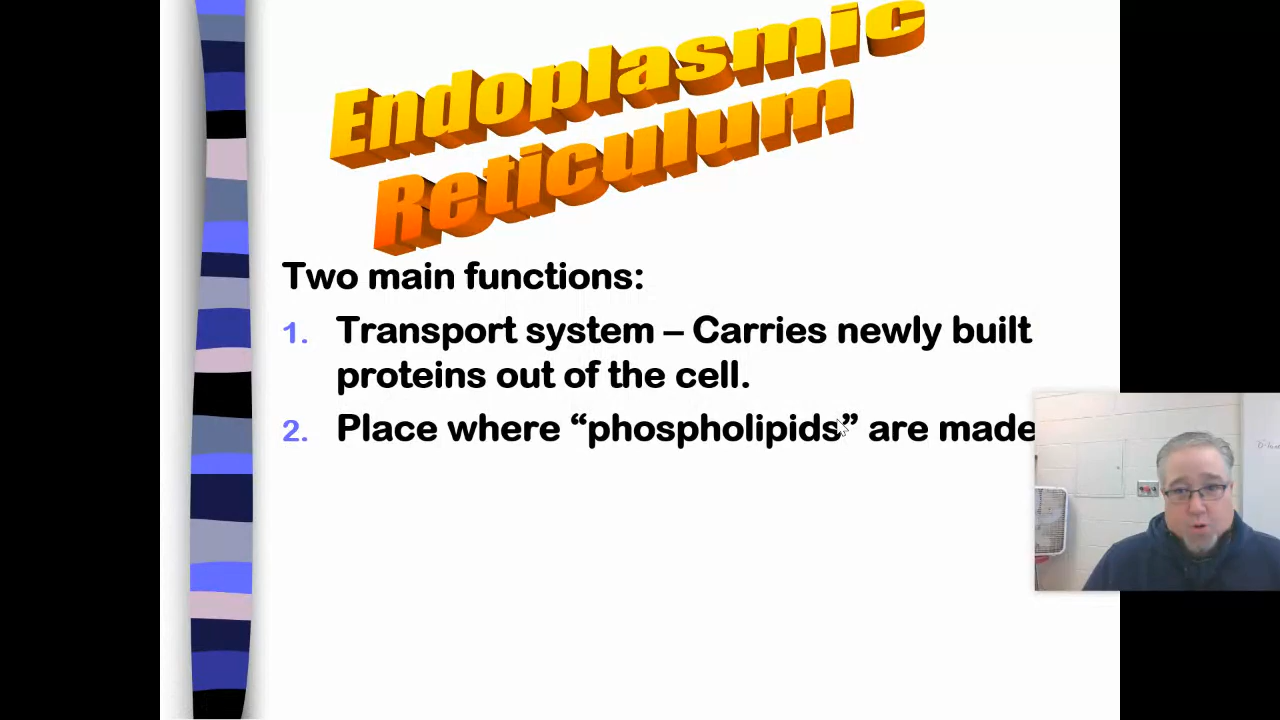 Endoplasmic
Reticulum
Two main functions:
1. Transport system – Carries newly built
proteins out of the cell.
2. Place where “phospholipids” are made